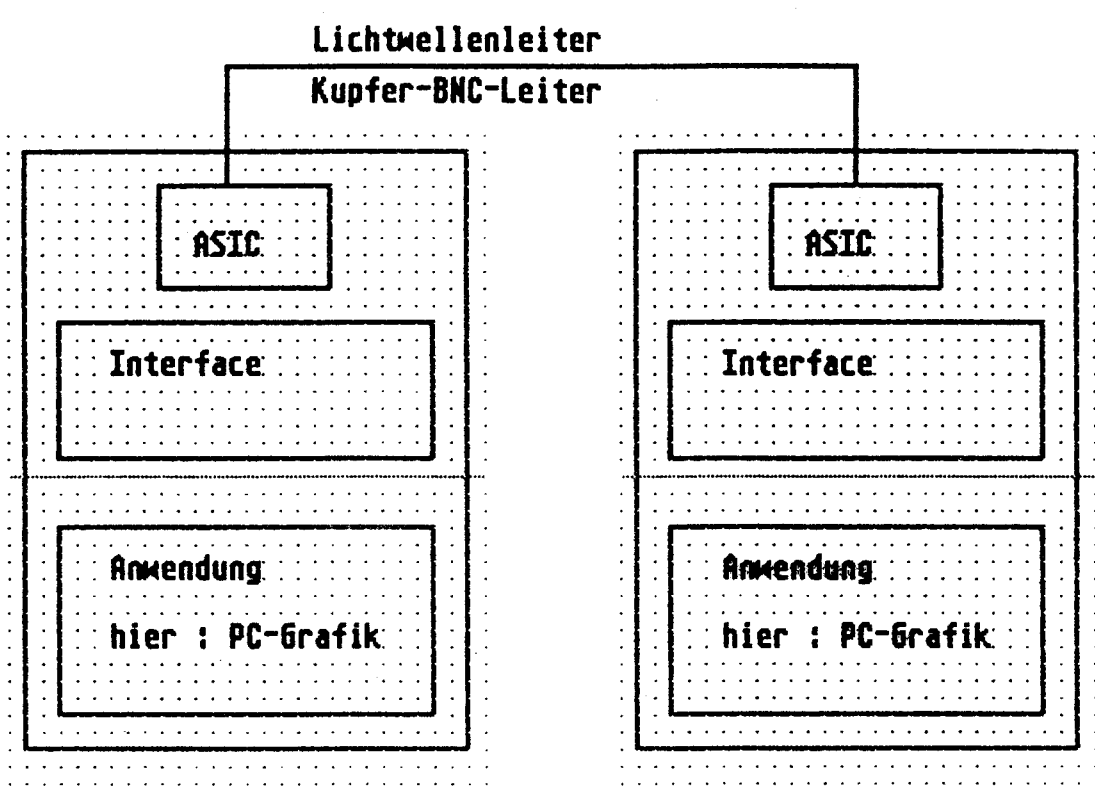 Lichtwellenleiter
Kupfer-BNC-Leiter
ASIC
Interface
Anwendung
hier : PC-Grafik
ASIC
Interface
Anwendung
hier : PC-Grafik